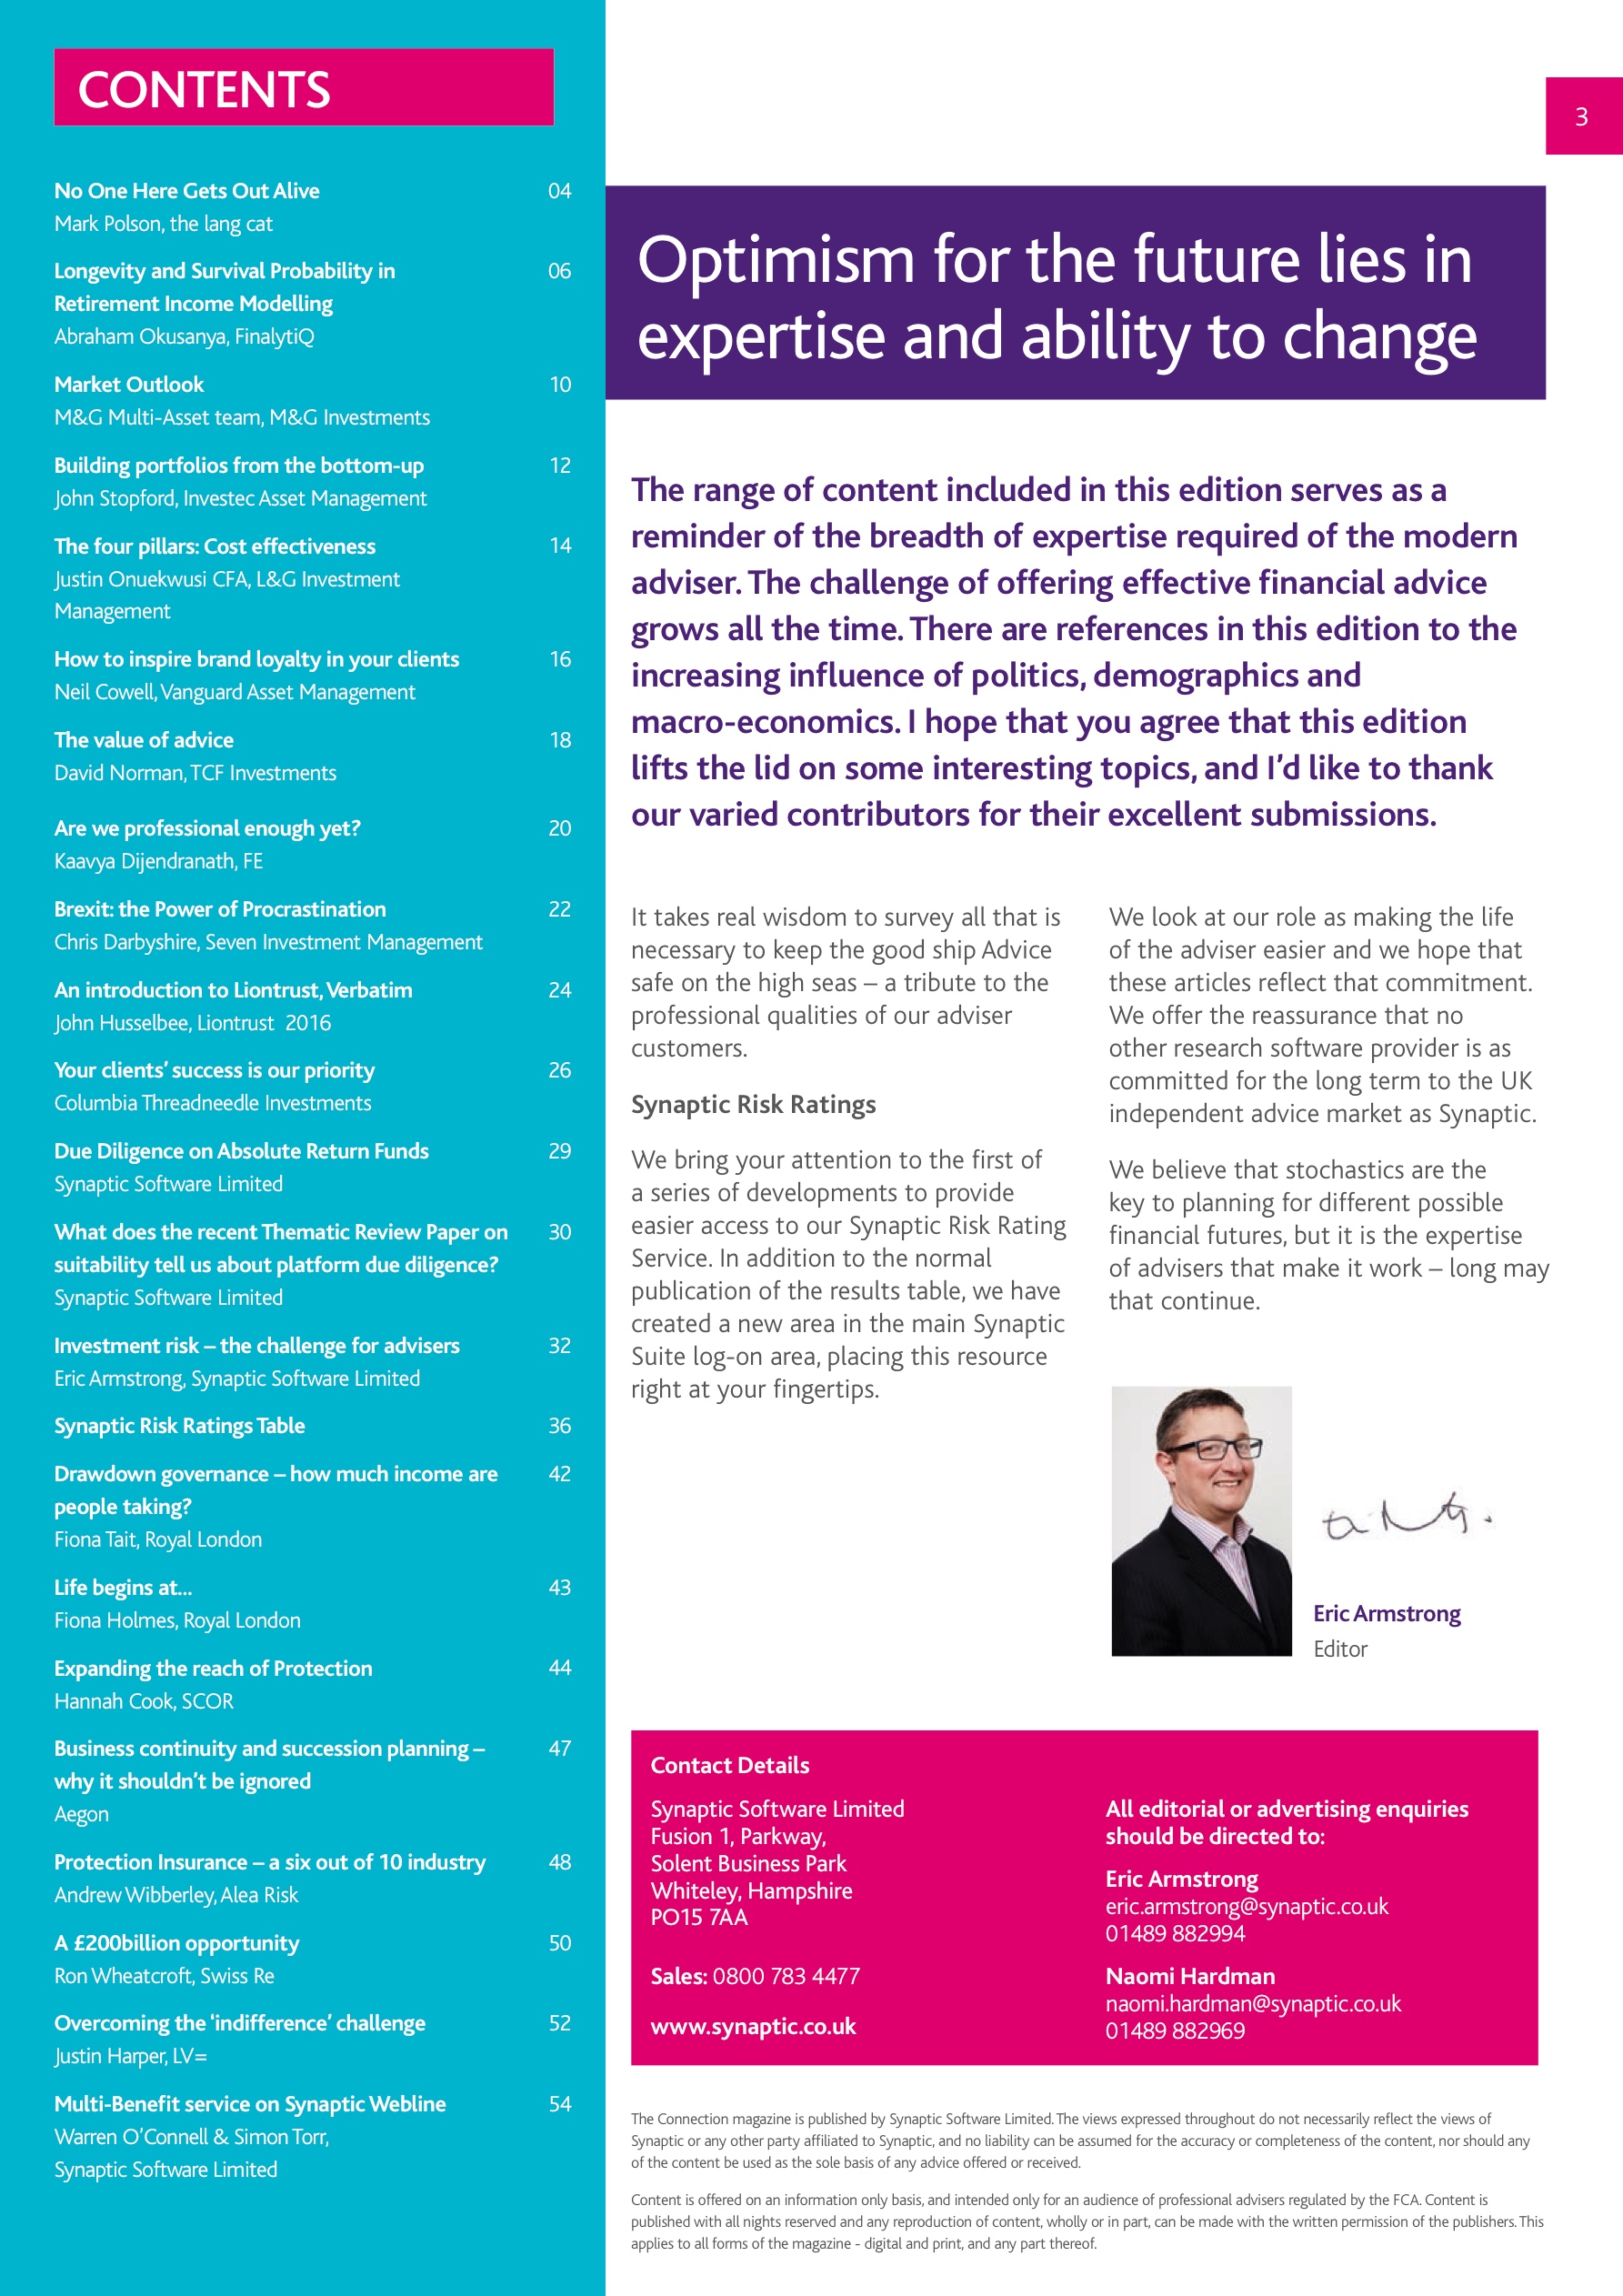 CONTENTS
No One Here Gets Out Alive 04
Mark Polson, the lang cat
Longevity and Survival Probability in 06
Retirement Income Modelling
Abraham Okusanya, FinalytiQ
Market Outlook 10
M&G Multi-Asset team, M&G Investments
Building portfolios from the bottom-up 12
John Stopford, Investec Asset Management
The four pillars: Cost effectiveness 14
Justin Onuekwusi CFA, L&G Investment
Management
How to inspire brand loyalty in your clients 16
Neil Cowell, Vanguard Asset Management
The value of advice 18
David Norman, TCF Investments
Are we professional enough yet? 20
Kaavya Dijendranath, FE
Brexit: the Power of Procrastination 22
Chris Darbyshire, Seven Investment Management
An introduction to Liontrust, Verbatim 24
John Husselbee, Liontrust 2016
Your clients’ success is our priority 26
Columbia Threadneedle Investments
Due Diligence on Absolute Return Funds 29
Synaptic Software Limited
What does the recent Thematic Review Paper on 30
suitability tell us about platform due diligence?
Synaptic Software Limited
Investment risk – the challenge for advisers 32
Eric Armstrong, Synaptic Software Limited
Synaptic Risk Ratings Table 36
Drawdown governance – how much income are 42
people taking?
Fiona Tait, Royal London
Life begins at... 43
Fiona Holmes, Royal London
Expanding the reach of Protection 44
Hannah Cook, SCOR
Business continuity and succession planning – 47
why it shouldn’t be ignored
Aegon
Protection Insurance – a six out of 10 industry 48
Andrew Wibberley, Alea Risk
A £200billion opportunity 50
Ron Wheatcroft, Swiss Re
Overcoming the ‘indifference’ challenge 52
Justin Harper, LV=
Multi-Benefit service on Synaptic Webline 54
Warren O’Connell & Simon Torr,
Synaptic Software Limited
3
Optimism for the future lies in
expertise and ability to change
The range of content included in this edition serves as a
reminder of the breadth of expertise required of the modern
adviser. The challenge of offering effective financial advice
grows all the time. There are references in this edition to the
increasing influence of politics, demographics and
macro-economics. I hope that you agree that this edition
lifts the lid on some interesting topics, and I’d like to thank
our varied contributors for their excellent submissions.
It takes real wisdom to survey all that is
necessary to keep the good ship Advice
safe on the high seas – a tribute to the
professional qualities of our adviser
customers.
Synaptic Risk Ratings
We bring your attention to the first of
a series of developments to provide
easier access to our Synaptic Risk Rating
Service. In addition to the normal
publication of the results table, we have
created a new area in the main Synaptic
Suite log-on area, placing this resource
right at your fingertips.
We look at our role as making the life
of the adviser easier and we hope that
these articles reflect that commitment.
We offer the reassurance that no
other research software provider is as
committed for the long term to the UK
independent advice market as Synaptic.
We believe that stochastics are the
key to planning for different possible
financial futures, but it is the expertise
of advisers that make it work – long may
that continue.
Eric Armstrong
Editor
Contact Details
Synaptic Software Limited
Fusion 1, Parkway,
Solent Business Park
Whiteley, Hampshire
PO15 7AA
Sales: 0800 783 4477
www.synaptic.co.uk
All editorial or advertising enquiries
should be directed to:
Eric Armstrong
eric.armstrong@synaptic.co.uk
01489 882994
Naomi Hardman
naomi.hardman@synaptic.co.uk
01489 882969
The Connection magazine is published by Synaptic Software Limited. The views expressed throughout do not necessarily reflect the views of
Synaptic or any other party affiliated to Synaptic, and no liability can be assumed for the accuracy or completeness of the content, nor should any
of the content be used as the sole basis of any advice offered or received.
Content is offered on an information only basis, and intended only for an audience of professional advisers regulated by the FCA. Content is
published with all nights reserved and any reproduction of content, wholly or in part, can be made with the written permission of the publishers. This
applies to all forms of the magazine - digital and print, and any part thereof.